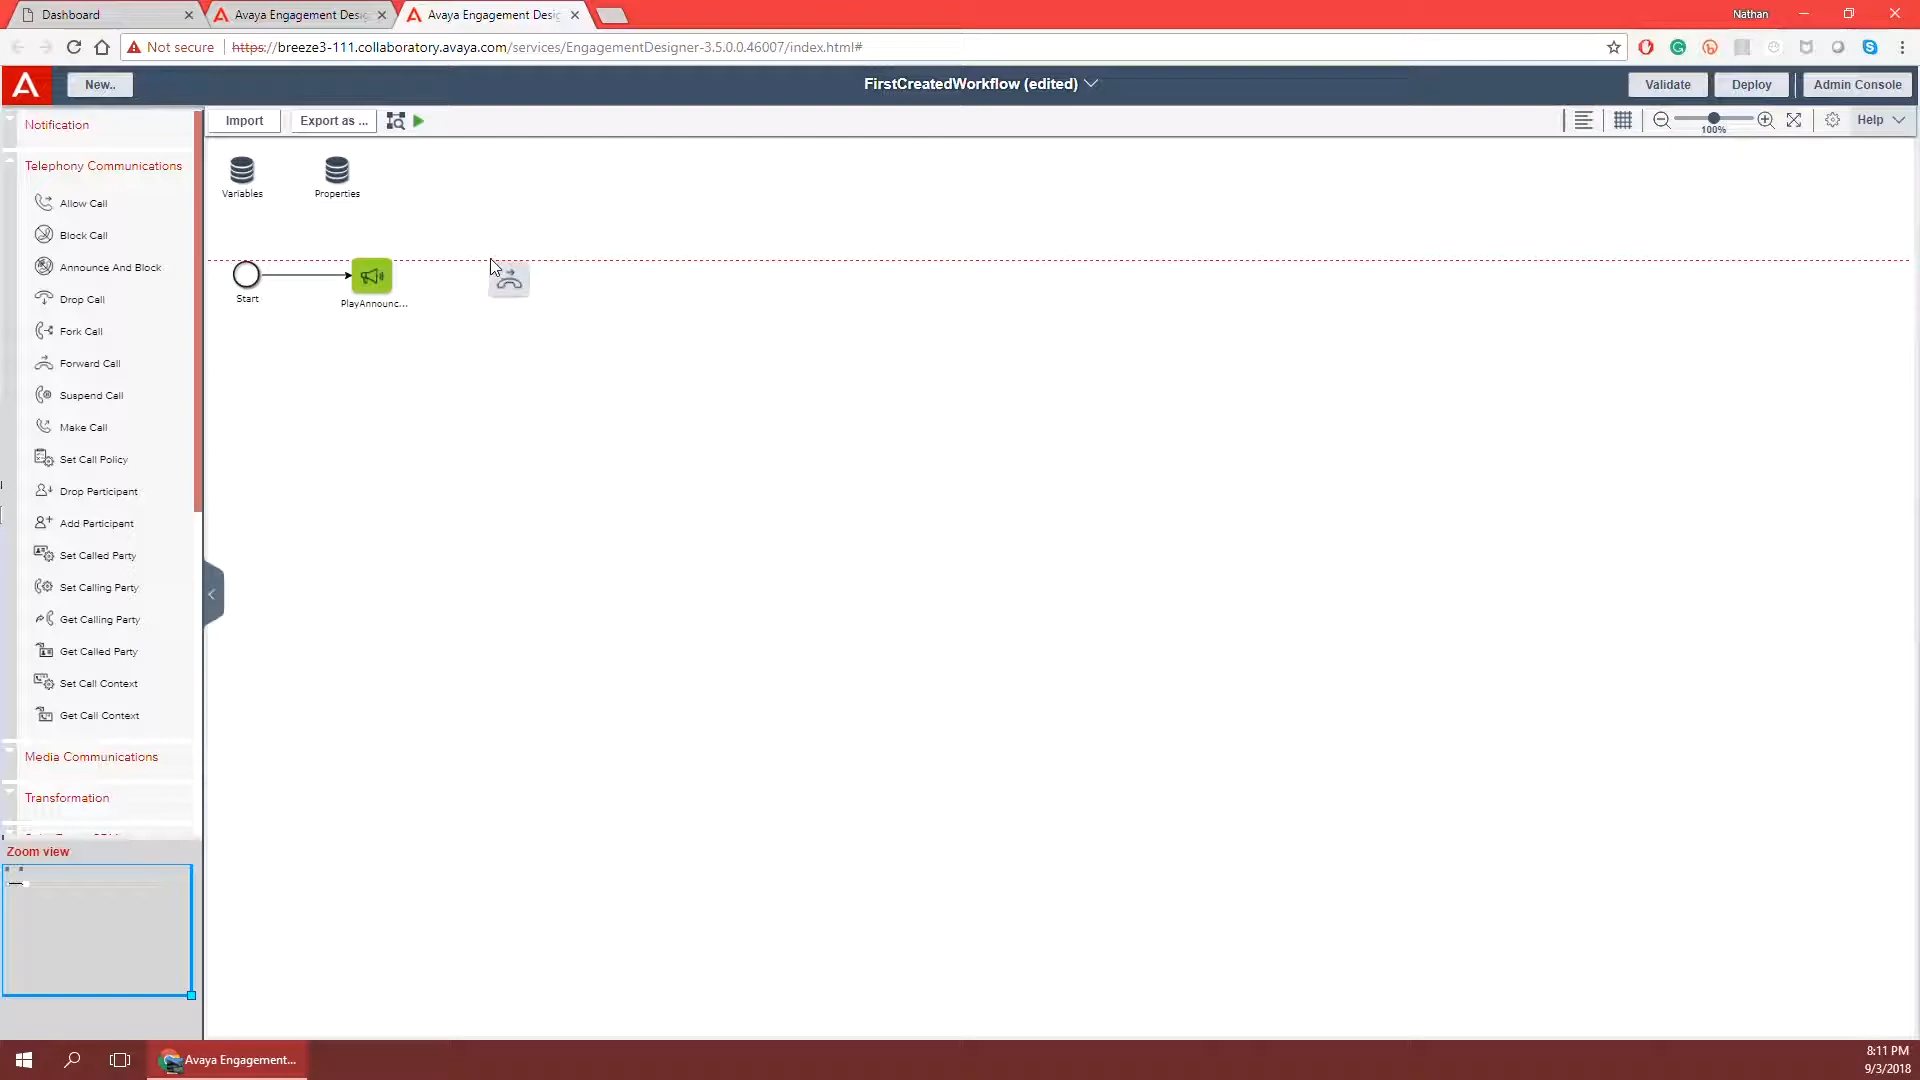 Dashboard
Avaya Engagement Desig
Avaya Engagement Desig
Nathan
Not secure
https://breeze3-111.collaboratory.avaya.com/services/EngagementDesigner-3.5.0.0.46007/index.html#
New..
FirstCreatedWorkflow (edited)
Validate
Deploy
Admin Console
Import
Export as ...
100%
Help
Notification
Telephony Communications
Allow Call
Block Call
Announce And Block
Drop Call
Fork Call
Forward Call
Suspend Call
Make Call
Set Call Policy
Drop Participant
Add Participant
Set Called Party
Set Calling Party
Get Calling Party
Get Called Party
Set Call Context
Get Call Context
Media Communications
Transformation
Zoom view
Variables
Properties
Start
PlayAnnounc...
Avaya Engagement...
8:11 PM
9/3/2018